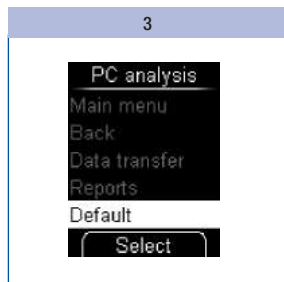 3
PC analysis
Main menu
Back
Data transfer
Reports
Default
Select